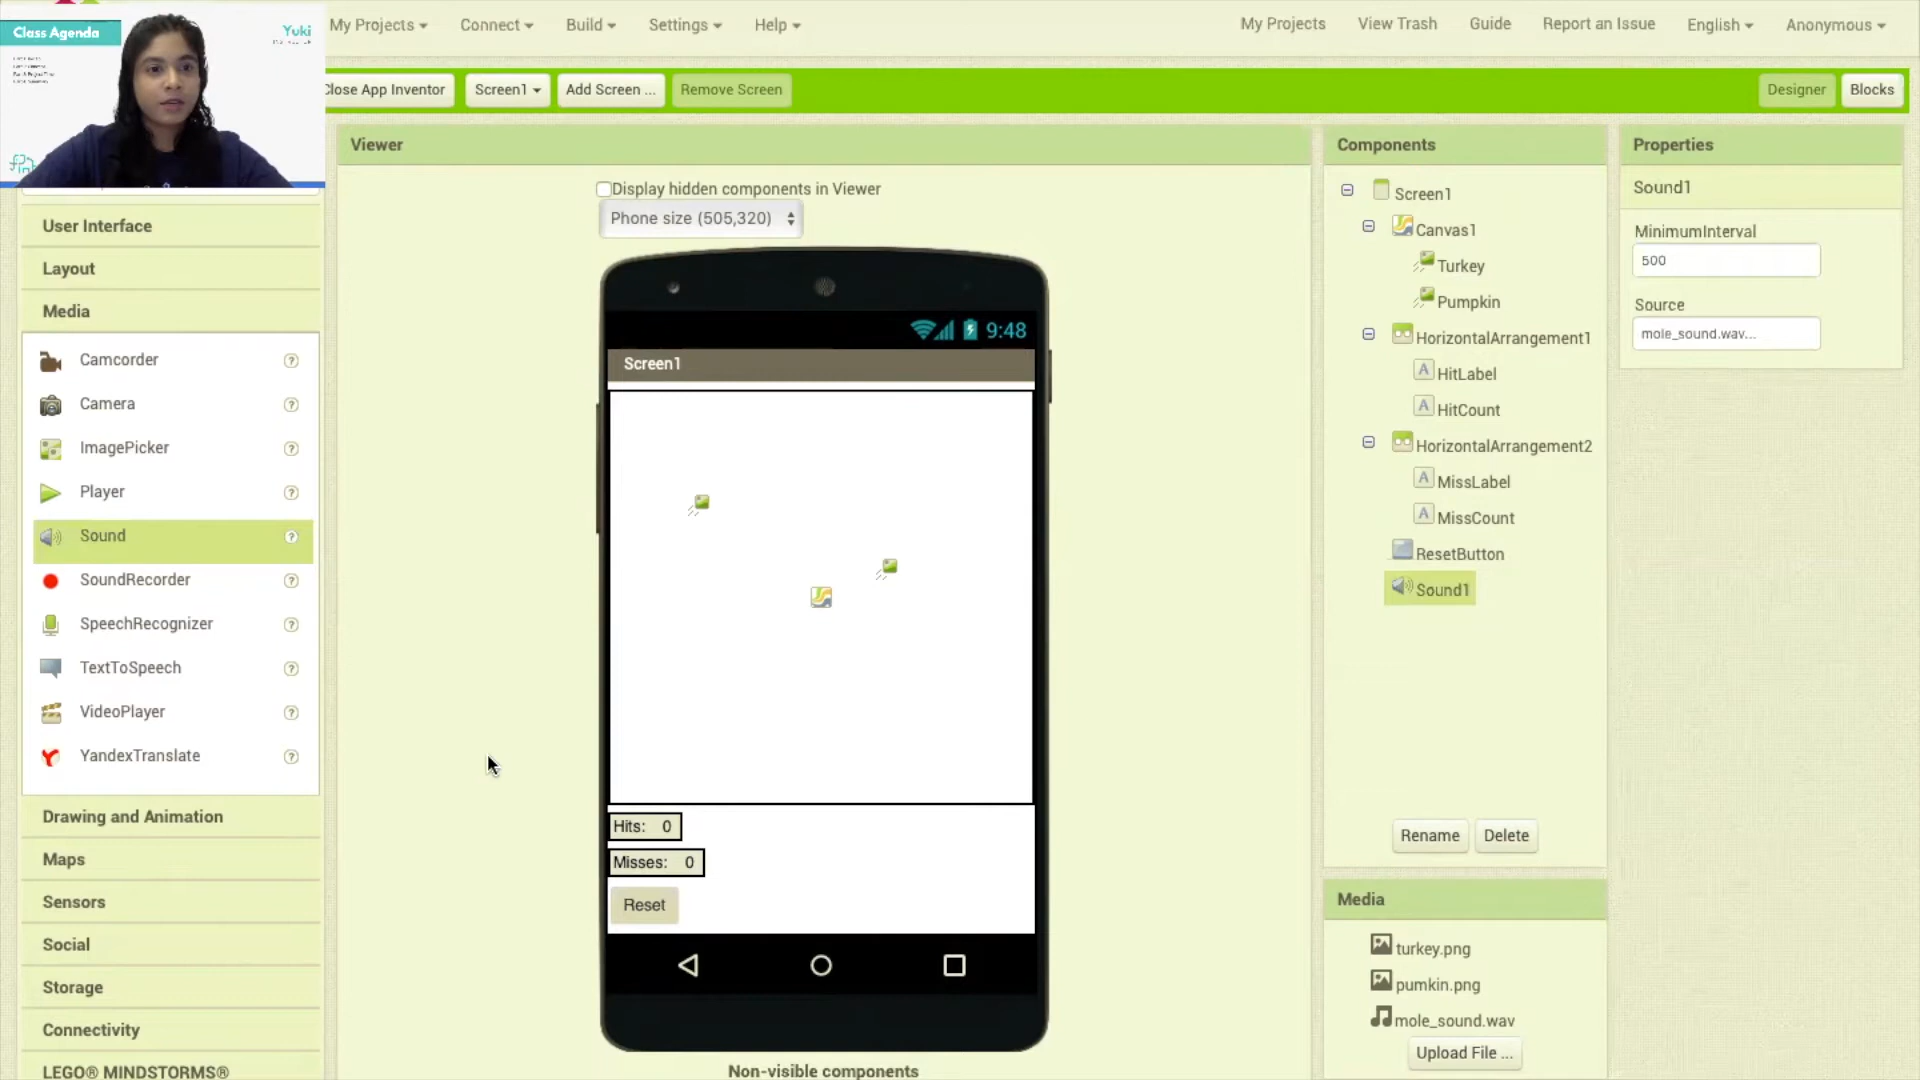 Class Agenda
Yuki
My Projects
Connect
Build
Settings
Help
My Projects
View Trash
Guide
Report an Issue
English
Anonymous
Close App Inventor
Screen1
Add Screen ...
Remove Screen
Designer
Blocks
Viewer
Components
Properties
Display hidden components in Viewer
Phone size (505,320)
User Interface
Layout
Media
Camcorder
?
Camera
?
ImagePicker
?
Player
?
Sound
?
SoundRecorder
?
SpeechRecognizer
?
TextToSpeech
?
VideoPlayer
?
YandexTranslate
?
Drawing and Animation
Maps
Sensors
Social
Storage
Connectivity
LEGO® MINDSTORMS®
9:48
Screen1
Hits: 0
Misses: 0
Reset
Non-visible components
Screen1
Canvas1
Turkey
Pumpkin
HorizontalArrangement1
A HitLabel
A HitCount
HorizontalArrangement2
A MissLabel
A MissCount
ResetButton
Sound1
Rename
Delete
Media
turkey.png
pumkin.png
mole_sound.wav
Upload File ...
Sound1
MinimumInterval
500
Source
mole_sound.wav...